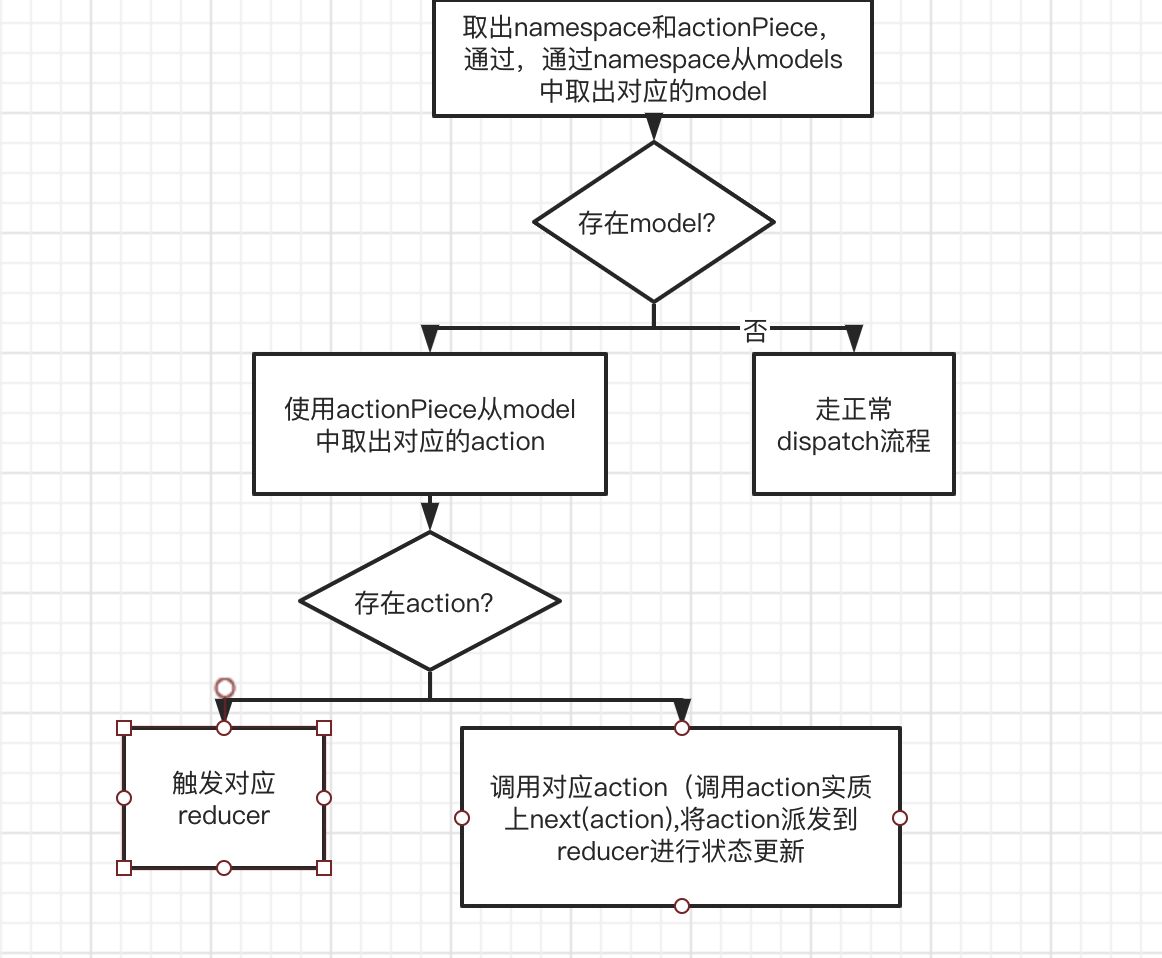 取出namespace和actionPiece，
通过，通过namespace从models
中取出对应的model
存在model?
否
使用actionPiece从model
中取出对应的action
走正常
dispatch流程
存在action?
触发对应
reducer
调用对应action（调用action实质
上next(action),将action派发到
reducer进行状态更新